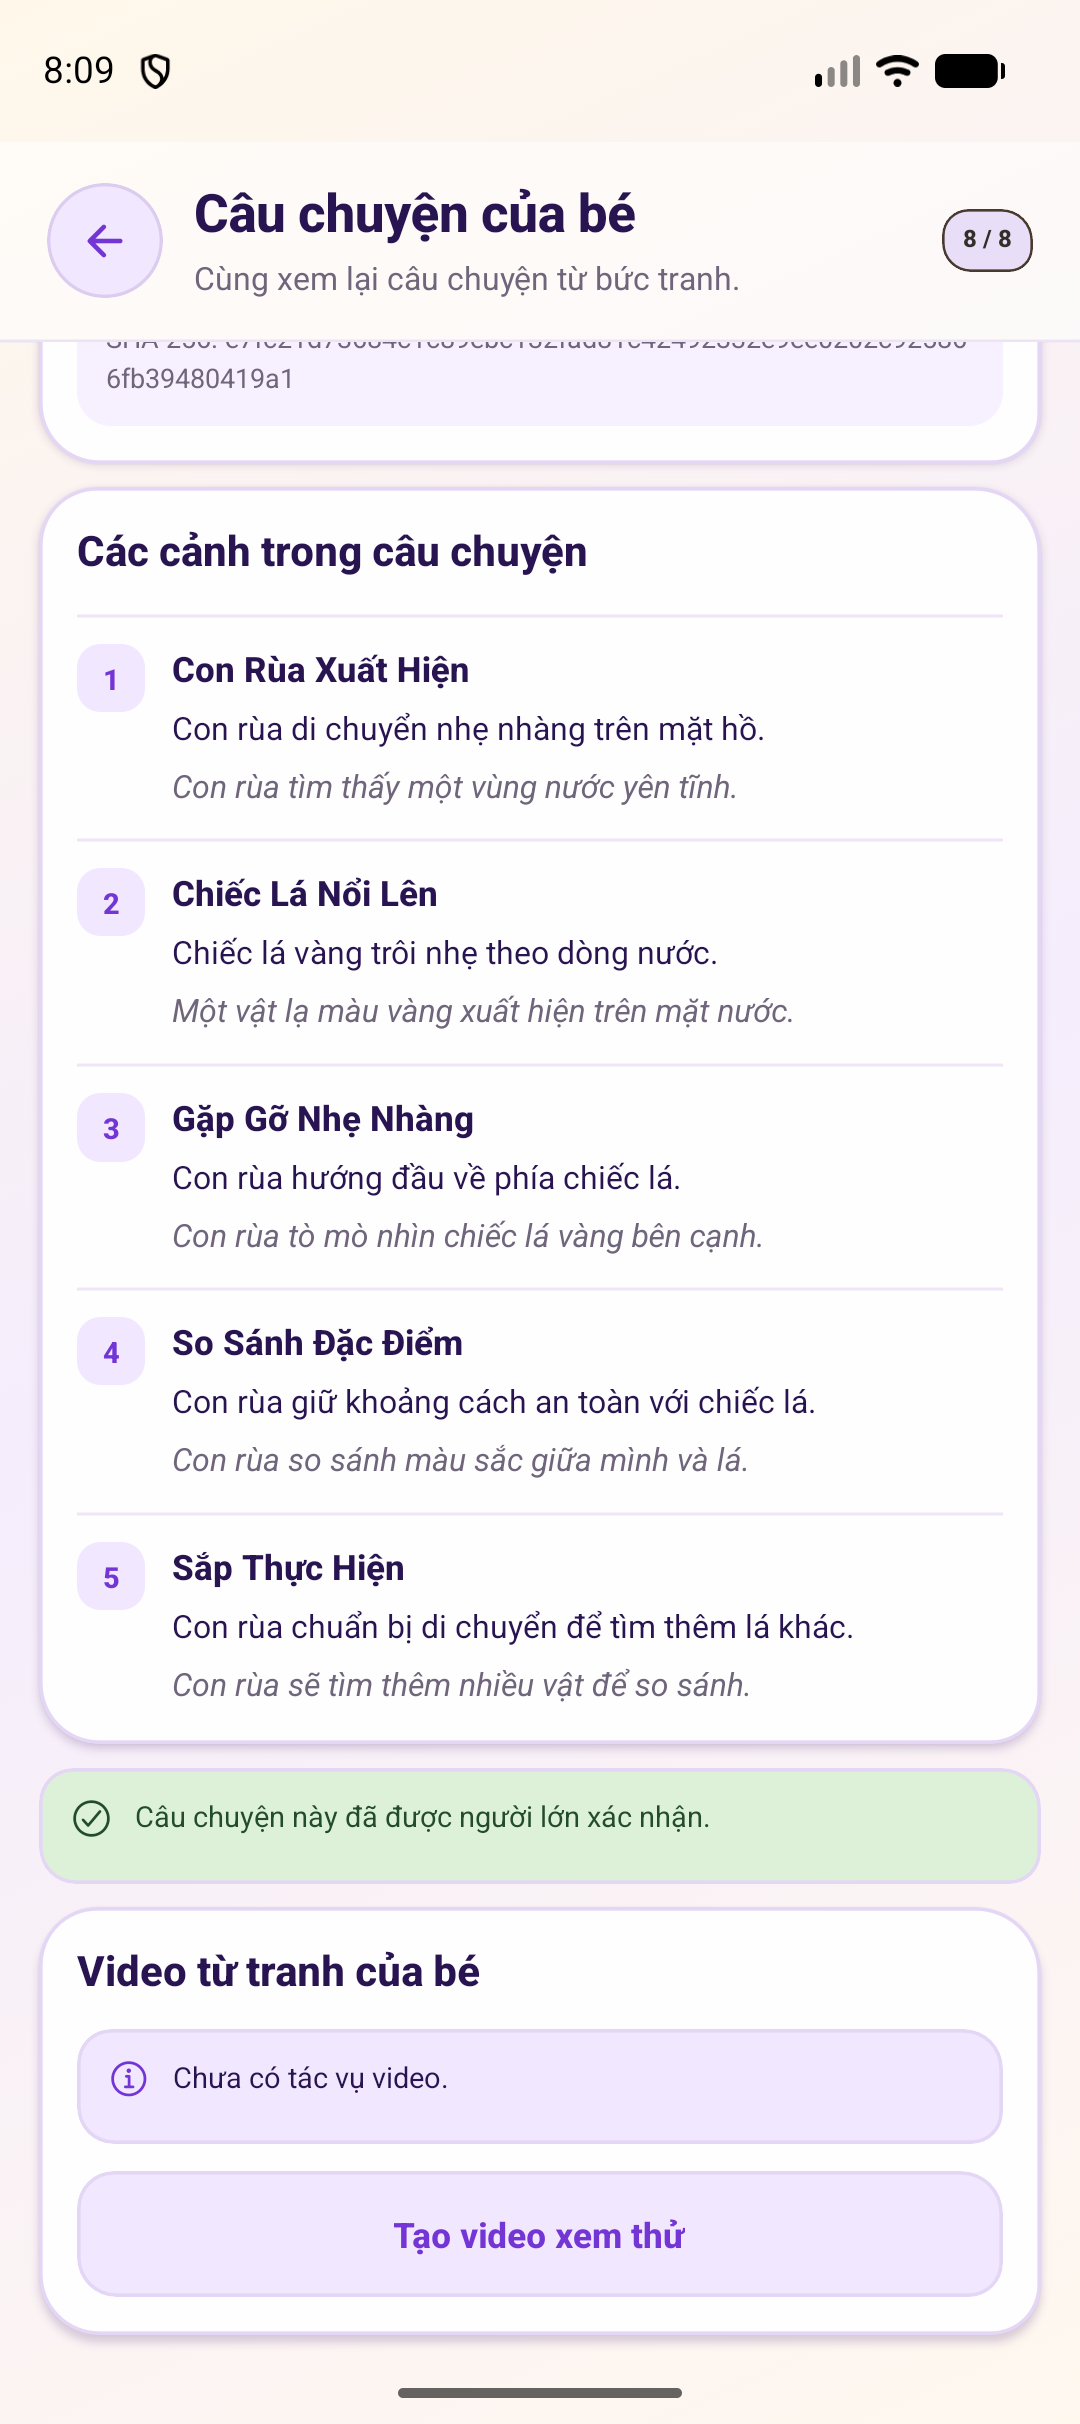 8:09
Câu chuyện của bé
Cùng xem lại câu chuyện từ bức tranh.
8 / 8
6fb39480419a1
Các cảnh trong câu chuyện
1
Con Rùa Xuất Hiện
Con rùa di chuyển nhẹ nhàng trên mặt hồ.
Con rùa tìm thấy một vùng nước yên tĩnh.
2
Chiếc Lá Nổi Lên
Chiếc lá vàng trôi nhẹ theo dòng nước.
Một vật lạ màu vàng xuất hiện trên mặt nước.
3
Gặp Gỡ Nhẹ Nhàng
Con rùa hướng đầu về phía chiếc lá.
Con rùa tò mò nhìn chiếc lá vàng bên cạnh.
4
So Sánh Đặc Điểm
Con rùa giữ khoảng cách an toàn với chiếc lá.
Con rùa so sánh màu sắc giữa mình và lá.
5
Sắp Thực Hiện
Con rùa chuẩn bị di chuyển để tìm thêm lá khác.
Con rùa sẽ tìm thêm nhiều vật để so sánh.
Câu chuyện này đã được người lớn xác nhận.
Video từ tranh của bé
Chưa có tác vụ video.
Tạo video xem thử